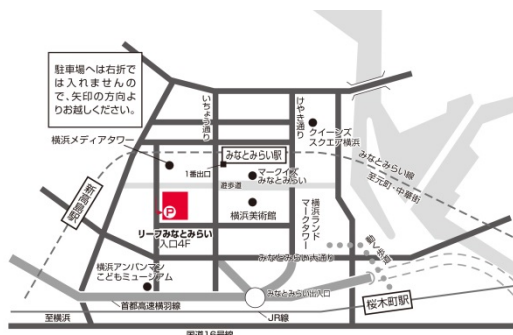 駐車場へは右折で
は入れませんの
で、矢印の方向よ
りお越しください。
いちょう通り
けやき通り
クイーンズ
スクエア横浜
横浜メディアタワー
みなとみらい駅
1番出口
みなとみらい線
至元町・中華街
マークイズ
みなとみらい
遊歩道
新高島駅
P
横浜美術館
横浜ランド
マークタワー
リーフみなとみらい
入口4F
みなとみらい大通り
横浜アンパンマン
こどもミュージアム
みなとみらい出入口
桜木町駅
首都高速横羽線
至横浜
JR線
国道16号線